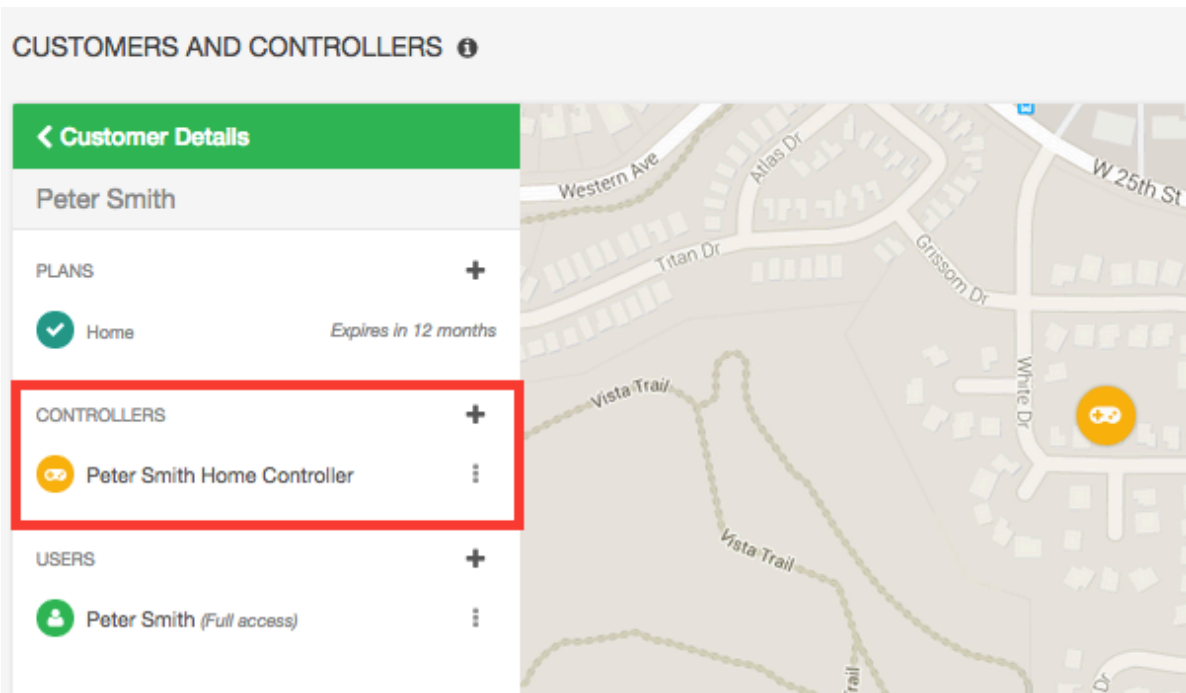 CUSTOMERS AND CONTROLLERS
Customer Details
Peter Smith
PLANS
Home Expires in 12 months
CONTROLLERS
Peter Smith Home Controller
USERS
Peter Smith (Full access)
Western Ave
Atlas Dr
W 25th St
Titan Dr
Grissom Dr
Vista Trail
White Dr
Vista Trail
rail
Dr